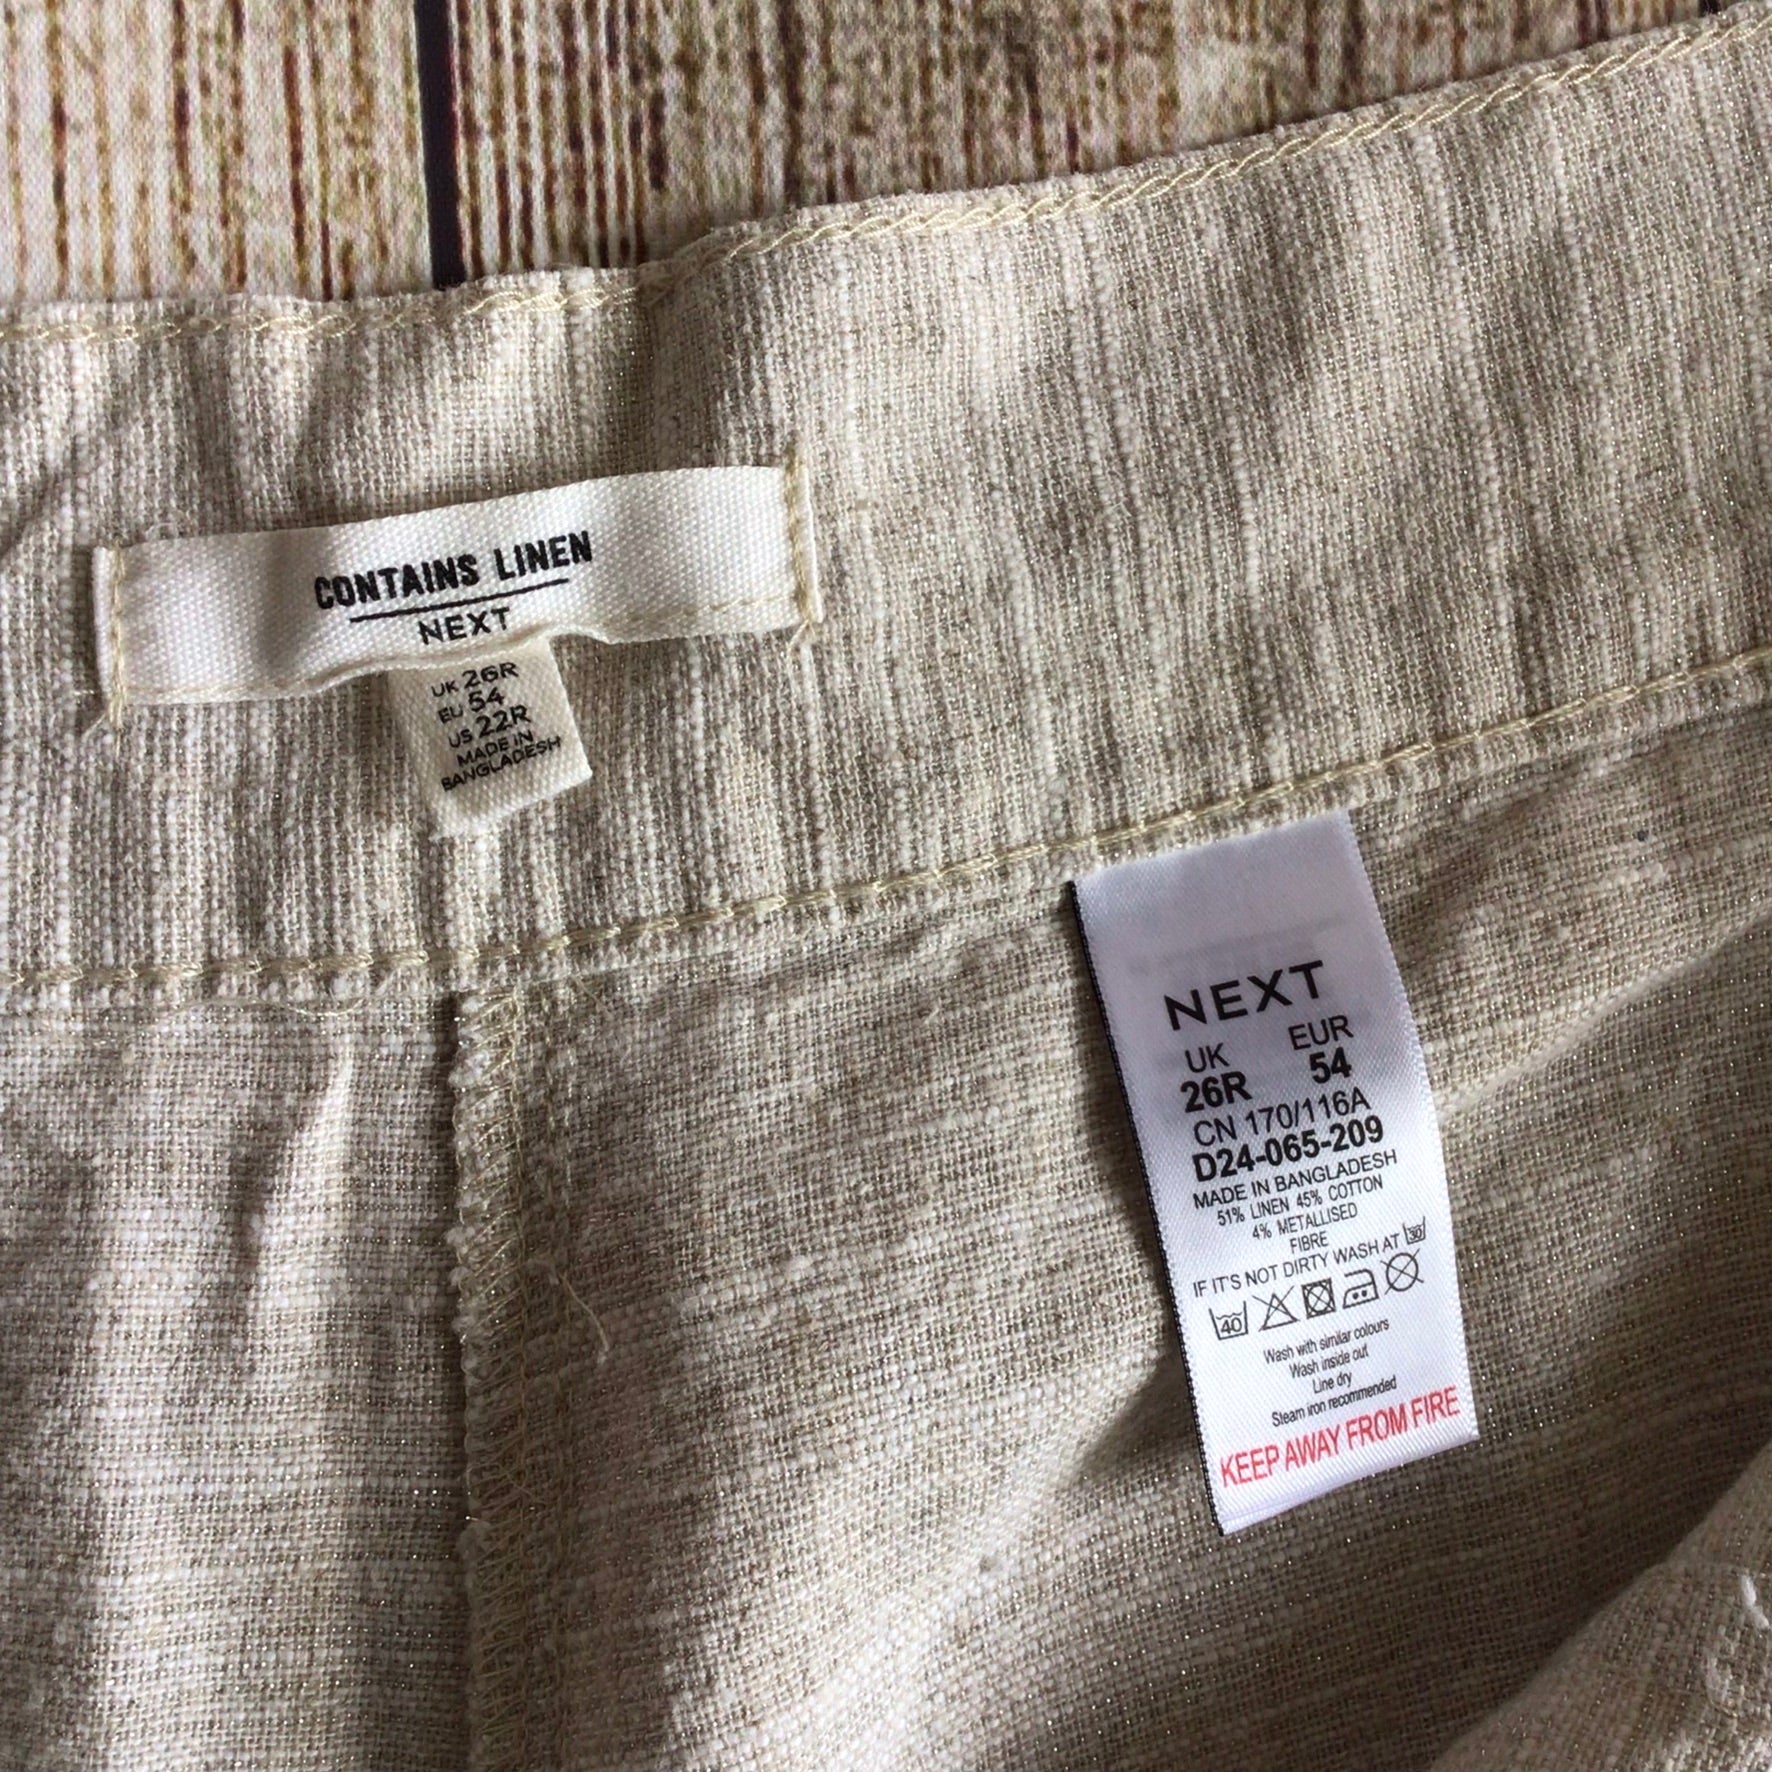 CONTAINS LINEN
NEXT
UK 26R
EU 54
US 22R
MADE IN
BANGLADESH
NEXT
UK EUR
26R 54
CN 170/116A
D24-065-209
MADE IN BANGLADESH
51% LINEN 45% COTTON
4% METALLISED
FIBRE
IF IT'S NOT DIRTY WASH AT 30
40
Wash with similar colours
Wash inside out
Line dry
Steam iron recommended
KEEP AWAY FROM FIRE